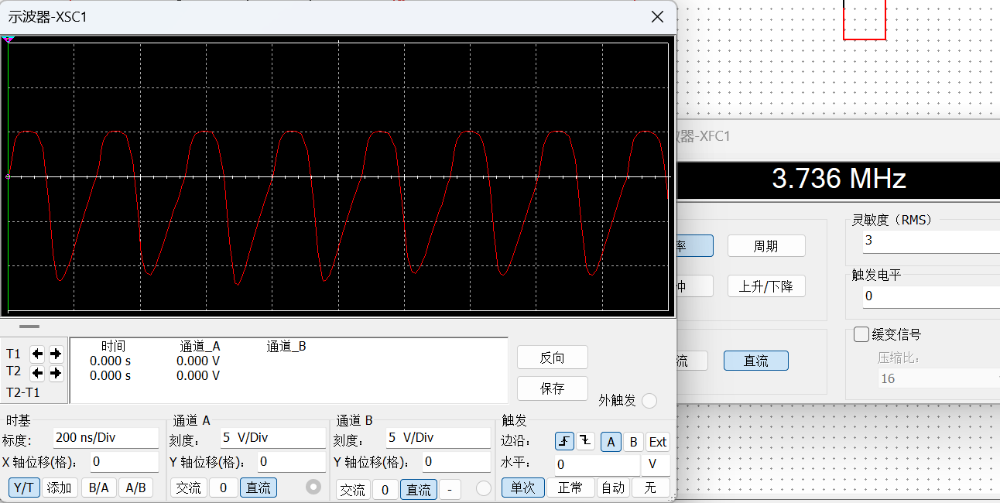 示波器-XSC1
器-XFC1
3.736 MHz
灵敏度（RMS）
率
周期
3
触发电平
冲
上升/下降
0
缓变信号
压缩比：
流
直流
16
时间 通道_A 通道_B
T1
0.000 s 0.000 V
T2
0.000 s 0.000 V
T2-T1
反向
保存
外触发
时基
通道 A
通道 B
触发
标度：
200 ns/Div
刻度：
5 V/Div
刻度：
5 V/Div
边沿：
A B Ext
X 轴位移(格)：
0
Y 轴位移(格)：
0
Y 轴位移(格)：
0
水平：
0
V
Y/T 添加 B/A A/B
交流 0 直流
交流 0 直流 -
单次 正常 自动 无